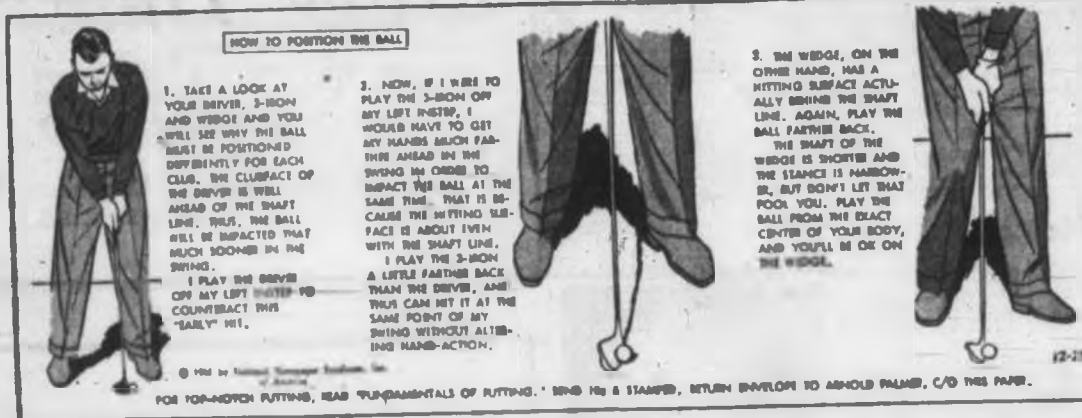 HOW TO POSITION THE BALL
1. TAKE A LOOK AT
YOUR DRIVER, 3-IRON
AND WEDGE AND YOU
WILL SEE WHY THE BALL
MUST BE POSITIONED
DIFFERENTLY FOR EACH
CLUB. THE CLUBFACE OF
THE DRIVER IS WELL
AHEAD OF THE SHAFT
LINE. THUS, THE BALL
WILL BE IMPACTED THAT
MUCH SOONER IN THE
SWING.
I PLAY THE DRIVER
OFF MY LEFT INSTEP TO
COUNTERACT THIS
"EARLY" HIT.
2. NOW, IF I WERE TO
PLAY THE 3-IRON OFF
MY LEFT INSTEP, I
WOULD HAVE TO GET
MY HANDS MUCH FAR-
THER AHEAD IN THE
SWING IN ORDER TO
IMPACT THE BALL AT THE
SAME TIME. THAT IS BE-
CAUSE THE HITTING SUR-
FACE IS ABOUT EVEN
WITH THE SHAFT LINE.
I PLAY THE 3-IRON
A LITTLE FARTHER BACK
THAN THE DRIVER, AND
THUS CAN HIT IT AT THE
SAME POINT OF MY
SWING WITHOUT ALTER-
ING HAND-ACTION.
3. THE WEDGE, ON THE
OTHER HAND, HAS A
HITTING SURFACE ACTU-
ALLY BEHIND THE SHAFT
LINE. AGAIN, PLAY THE
BALL FARTHER BACK.
THE SHAFT OF THE
WEDGE IS SHORTER AND
THE STANCE IS NARROW-
ER, BUT DON'T LET THAT
FOOL YOU. PLAY THE
BALL FROM THE EXACT
CENTER OF YOUR BODY,
AND YOU'LL BE OK ON
THE WEDGE.
© by National Newspaper Syndicate, Inc.
of America
FOR TOP-NOTCH PUTTING, READ "FUNDAMENTALS OF PUTTING." SEND 10¢ & STAMPED, RETURN ENVELOPE TO ARNOLD PALMER, C/O THIS PAPER.